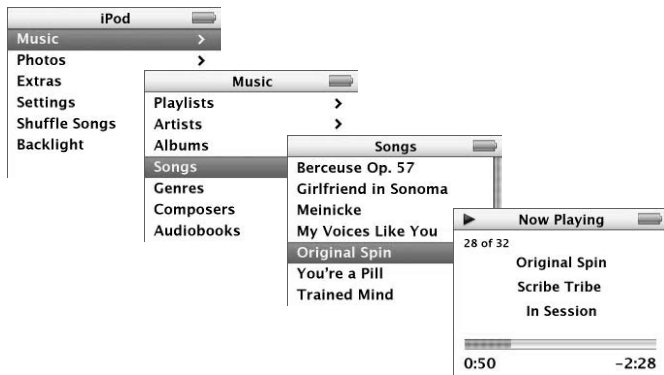 iPod
Music
Photos
Extras
Settings
Shuffle Songs
Backlight
Music
Playlists
Artists
Albums
Songs
Genres
Composers
Audiobooks
Songs
Berceuse Op. 57
Girlfriend in Sonoma
Meinicke
My Voices Like You
Original Spin
You're a Pill
Trained Mind
Now Playing
28 of 32
Original Spin
Scribe Tribe
In Session
0:50 -2:28